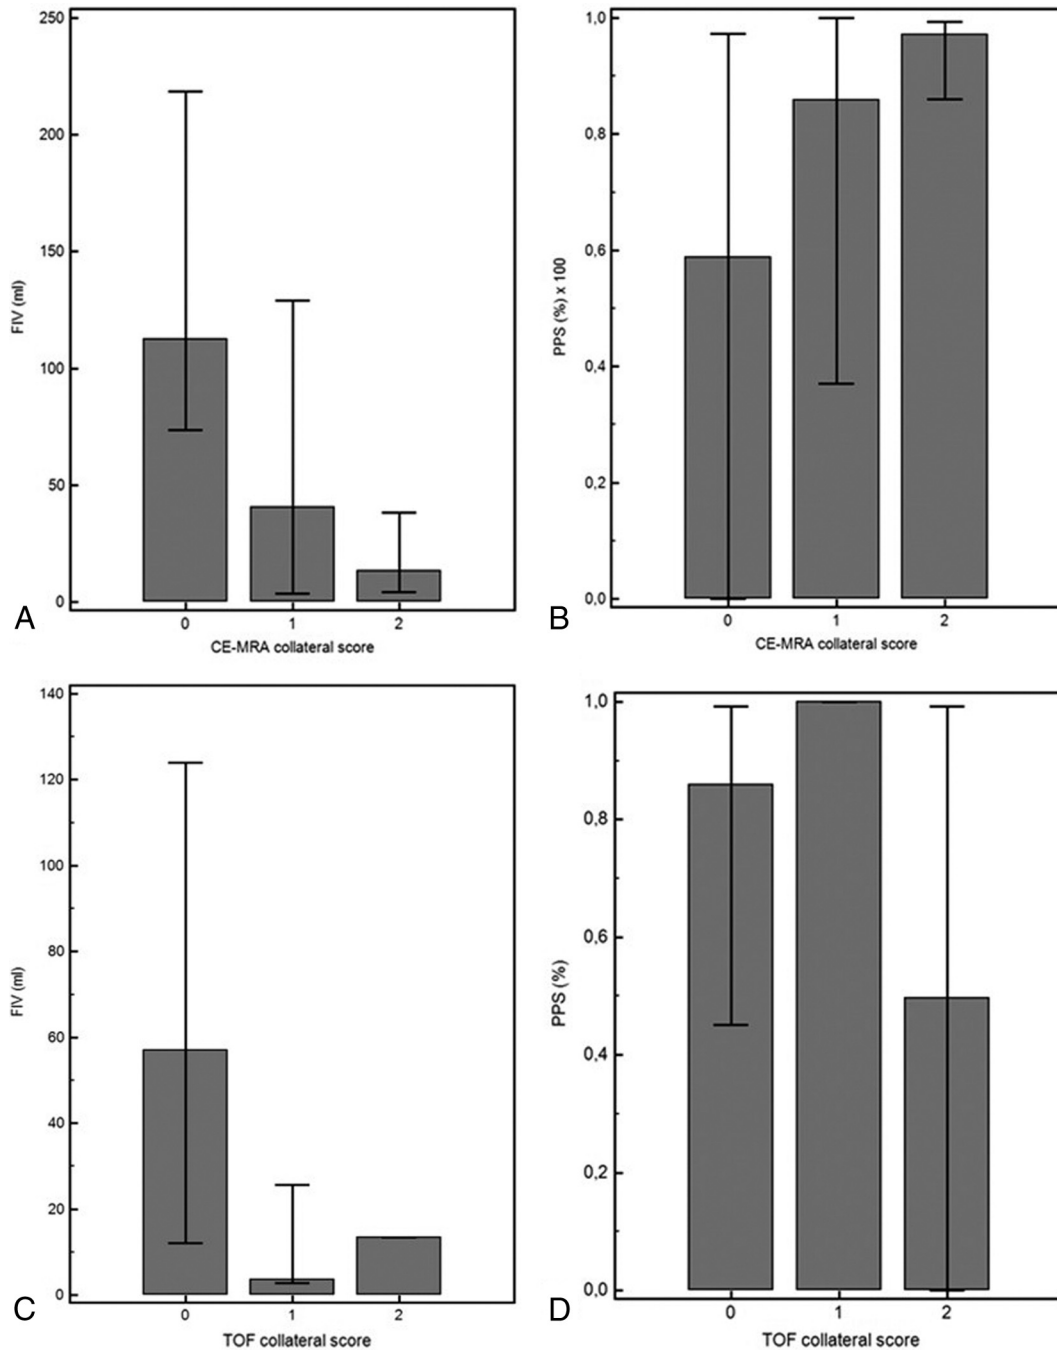 250
200
150
100
50
0
FIV (ml)
0 1 2
CE-MRA collateral score
A
1,0
0,8
0,6
0,4
0,2
0,0
PPS (%) x 100
0 1 2
CE-MRA collateral score
B
140
120
100
80
60
40
20
0
FIV (ml)
0 1 2
TOF collateral score
C
1,0
0,8
0,6
0,4
0,2
0,0
PPS (%)
0 1 2
TOF collateral score
D